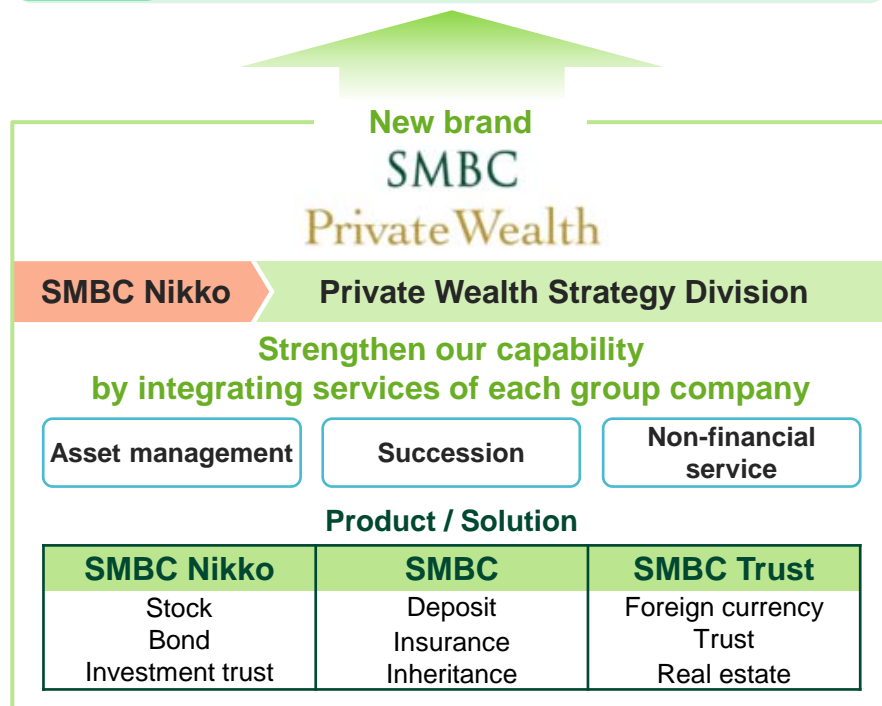 New brand
SMBC
Private Wealth
SMBC Nikko Private Wealth Strategy Division
Strengthen our capability
by integrating services of each group company
Asset management
Succession
Non-financial
service
Product / Solution
SMBC Nikko SMBC SMBC Trust
Stock Deposit Foreign currency
Bond Insurance Trust
Investment trust Inheritance Real estate